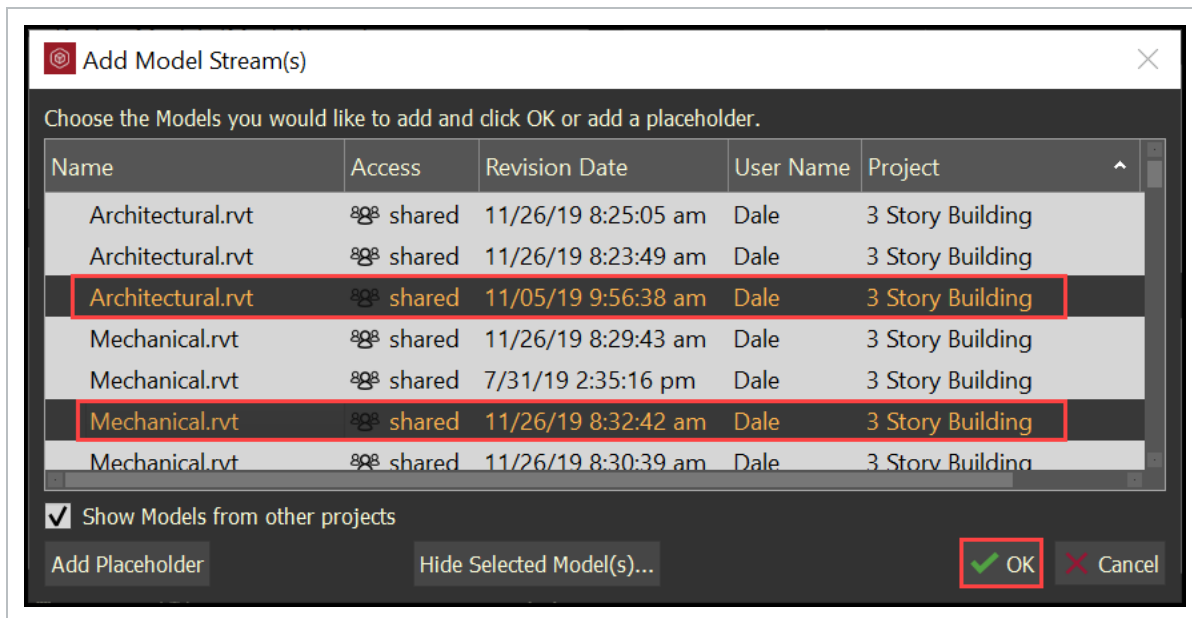 Add Model Stream(s)
Choose the Models you would like to add and click OK or add a placeholder.
Name Access Revision Date User Name Project
Architectural.rvt shared 11/26/19 8:25:05 am Dale 3 Story Building
Architectural.rvt shared 11/26/19 8:23:49 am Dale 3 Story Building
Architectural.rvt shared 11/05/19 9:56:38 am Dale 3 Story Building
Mechanical.rvt shared 11/26/19 8:29:43 am Dale 3 Story Building
Mechanical.rvt shared 7/31/19 2:35:16 pm Dale 3 Story Building
Mechanical.rvt shared 11/26/19 8:32:42 am Dale 3 Story Building
Mechanical.rvt shared 11/26/19 8:30:39 am Dale 3 Story Building
Show Models from other projects
Add Placeholder Hide Selected Model(s)... OK Cancel